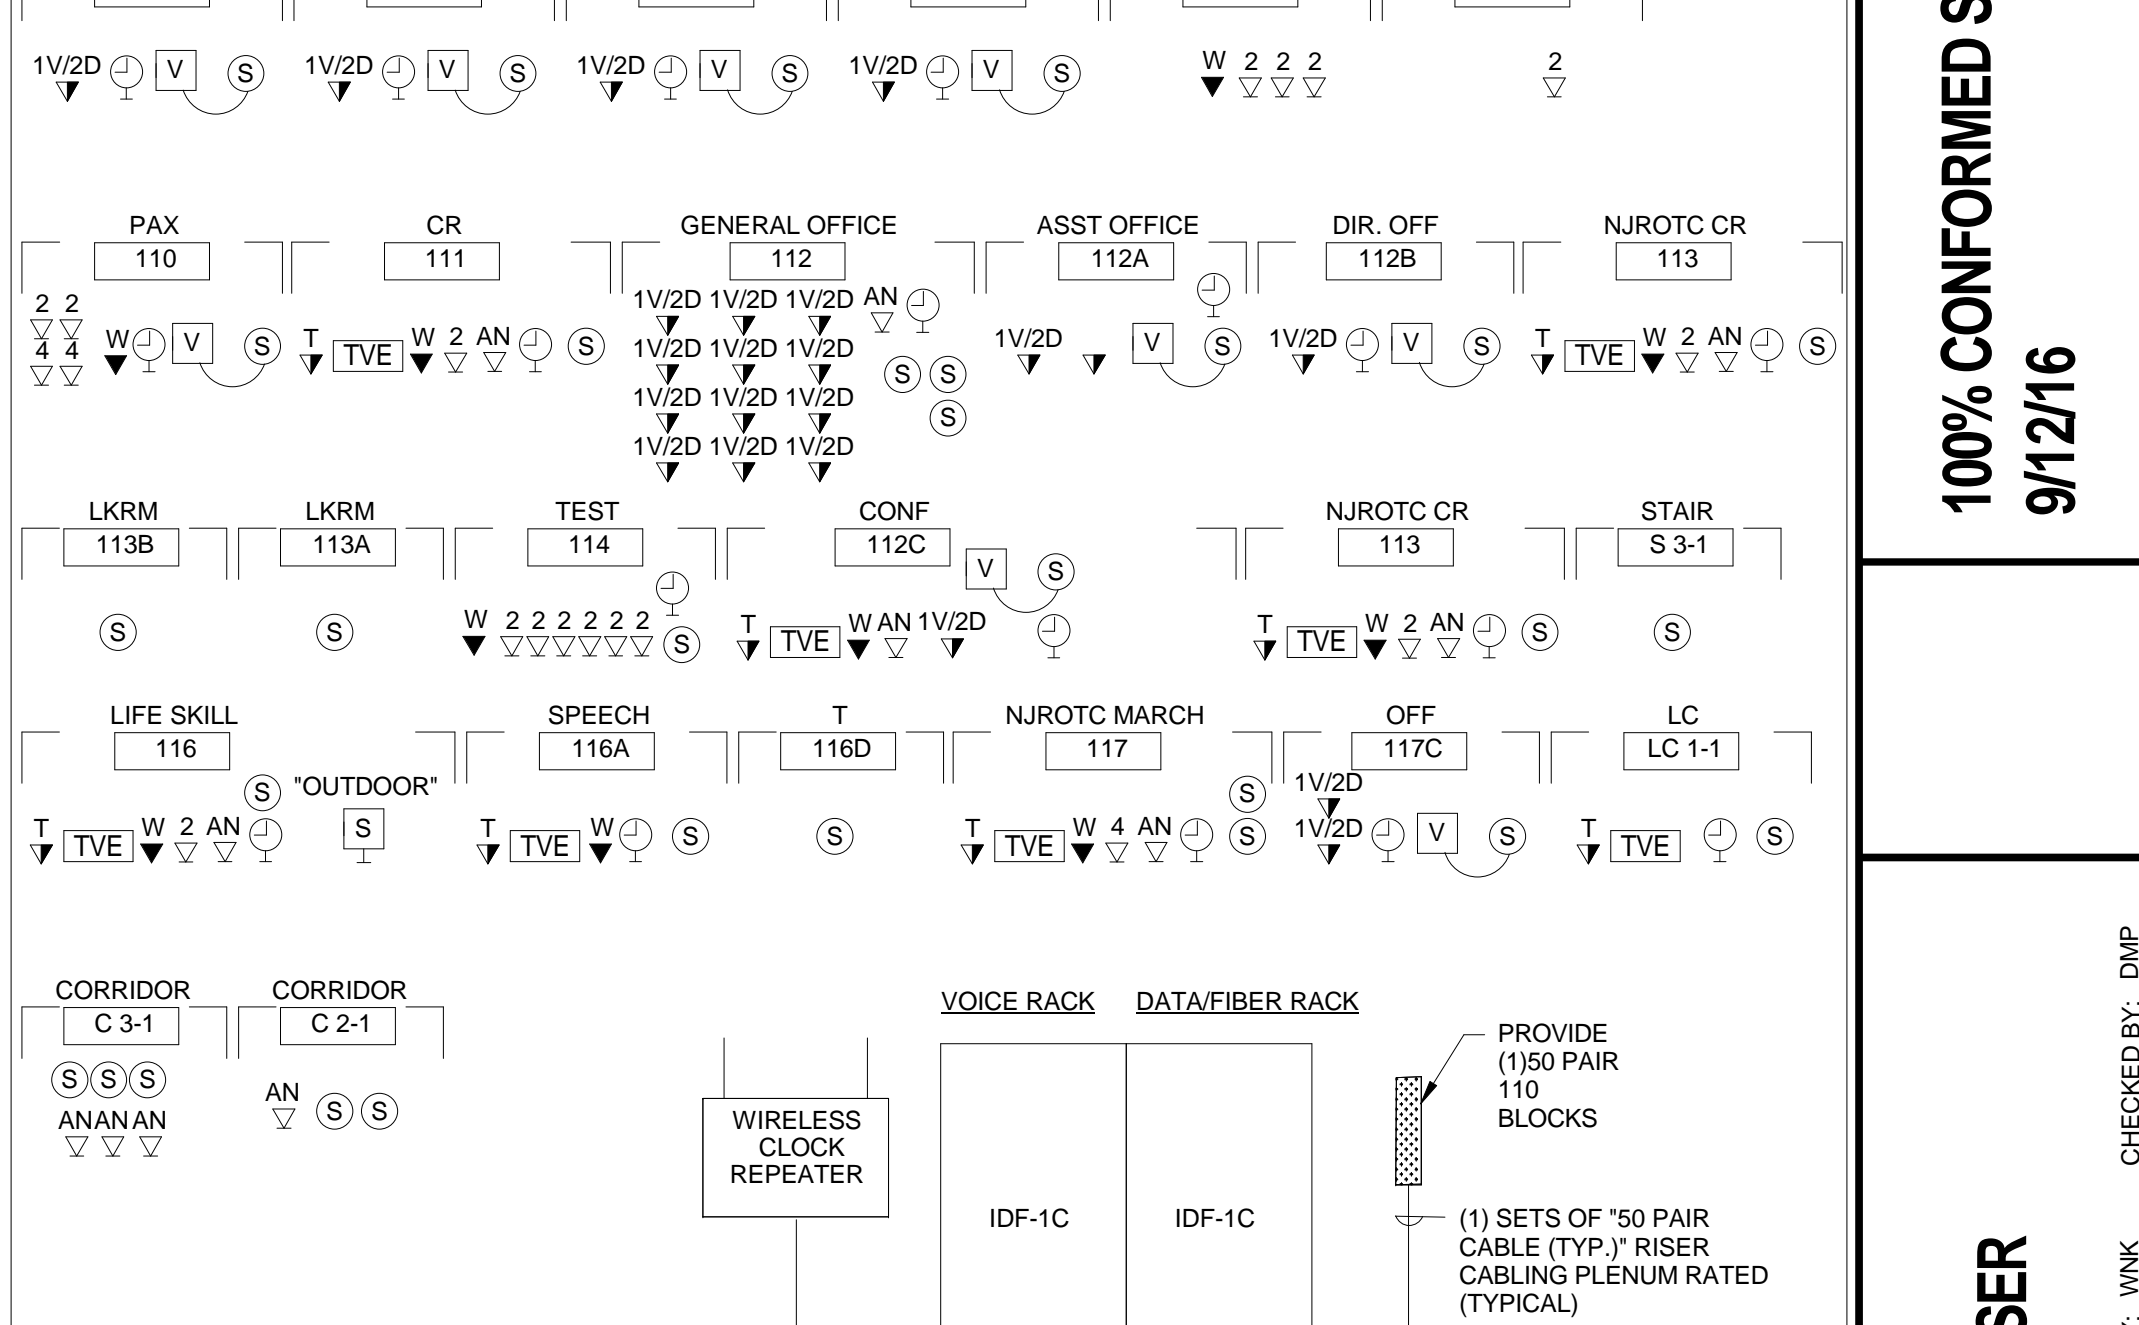 1V/2D V S 1V/2D V S 1V/2D V S 1V/2D V S W 2 2 2 2
PAX CR GENERAL OFFICE ASST OFFICE DIR. OFF NJROTC CR
110 111 112 112A 112B 113
1V/2D 1V/2D 1V/2D AN
2 2
W V S T TVE W 2 AN S 1V/2D V S 1V/2D V S T TVE W 2 AN S
4 4
1V/2D 1V/2D 1V/2D
S S
1V/2D 1V/2D 1V/2D
S
1V/2D 1V/2D 1V/2D
LKRM LKRM TEST CONF NJROTC CR STAIR
113B 113A 114 112C 113 S 3-1
V S
S S W 2 2 2 2 2 2 S T TVE W AN 1V/2D T TVE W 2 AN S S
LIFE SKILL SPEECH T NJROTC MARCH OFF LC
116 116A 116D 117 117C LC 1-1
S "OUTDOOR" S 1V/2D
T TVE W 2 AN S T TVE W S S T TVE W 4 AN S 1V/2D V S T TVE S
CORRIDOR CORRIDOR
C 3-1 C 2-1
S S S
AN S S
AN AN AN
VOICE RACK DATA/FIBER RACK
WIRELESS
CLOCK
REPEATER
IDF-1C IDF-1C
PROVIDE
(1)50 PAIR
110
BLOCKS
(1) SETS OF "50 PAIR
CABLE (TYP.)" RISER
CABLING PLENUM RATED
(TYPICAL)
100% CONFORMED S
9/12/16
CHECKED BY: DMP
WNK
SER